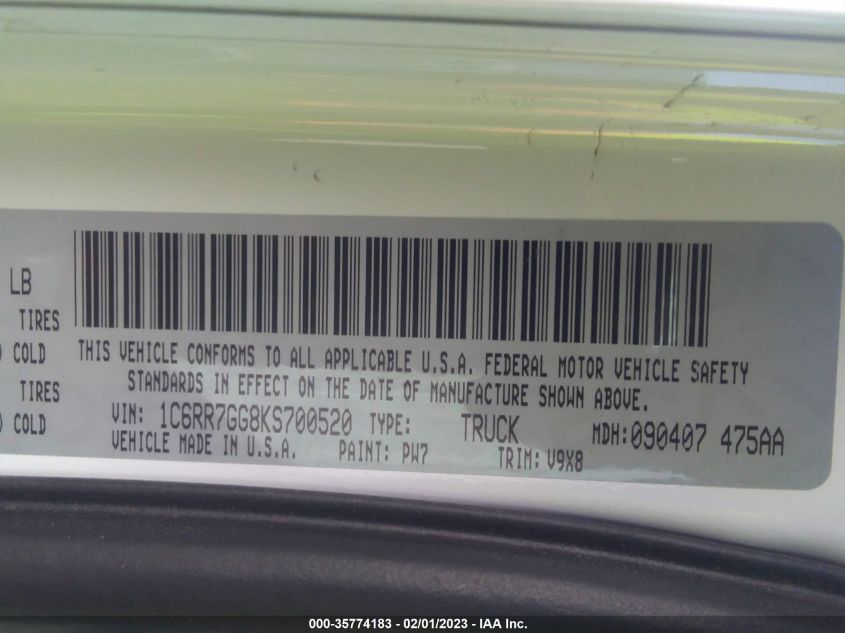 LB
TIRES
COLD
TIRES
COLD
THIS VEHICLE CONFORMS TO ALL APPLICABLE U.S.A. FEDERAL MOTOR VEHICLE SAFETY
STANDARDS IN EFFECT ON THE DATE OF MANUFACTURE SHOWN ABOVE.
VIN: 1C6RR7GG8KS700520 TYPE: TRUCK MDH:090407 475AA
VEHICLE MADE IN U.S.A. PAINT: PW7 TRIM: V9X8
000-35774183 - 02/01/2023 - IAA Inc.